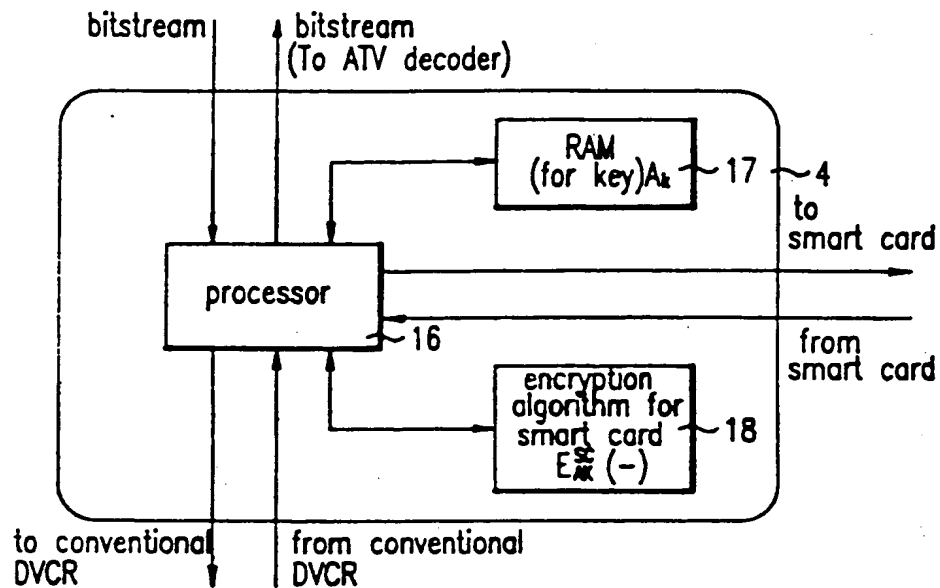 bitstream
bitstream
(To ATV decoder)
RAM
(for key)Ak
17
4
to
smart card
processor
16
from
smart card
encryption
algorithm for
smart card
E^SC_AK (-)
18
to conventional
DVCR
from conventional
DVCR